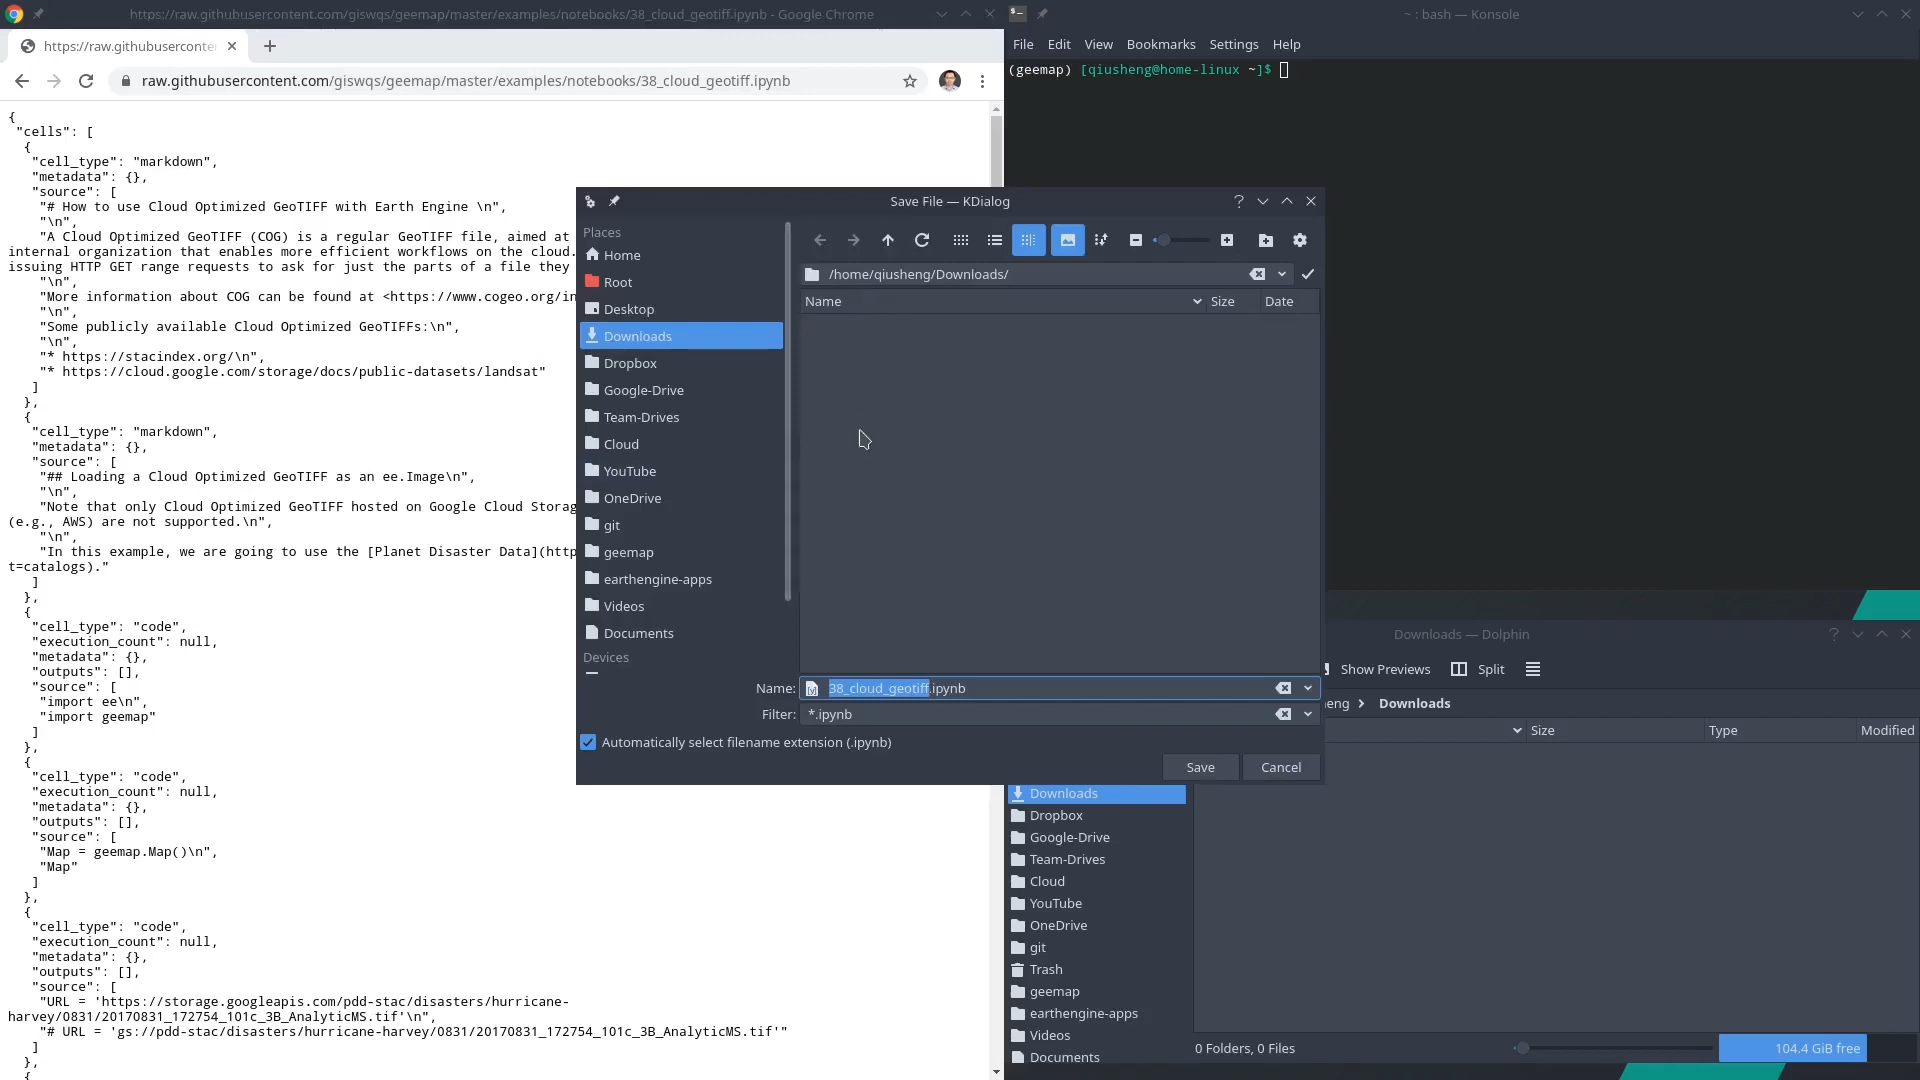 https://raw.githubusercontent.com/giswqs/geemap/master/examples/notebooks/38_cloud_geotiff.ipynb - Google Chrome
https://raw.githubusercontent
raw.githubusercontent.com/giswqs/geemap/master/examples/notebooks/38_cloud_geotiff.ipynb
{
"cells": [
{
"cell_type": "markdown",
"metadata": {},
"source": [
"# How to use Cloud Optimized GeoTIFF with Earth Engine \n",
"\n",
"A Cloud Optimized GeoTIFF (COG) is a regular GeoTIFF file, aimed at
internal organization that enables more efficient workflows on the cloud.
issuing HTTP GET range requests to ask for just the parts of a file they
"\n",
"More information about COG can be found at <https://www.cogeo.org/in
"\n",
"Some publicly available Cloud Optimized GeoTIFFs:\n",
"\n",
"* https://stacindex.org/\n",
"* https://cloud.google.com/storage/docs/public-datasets/landsat"
]
},
{
"cell_type": "markdown",
"metadata": {},
"source": [
"## Loading a Cloud Optimized GeoTIFF as an ee.Image\n",
"\n",
"Note that only Cloud Optimized GeoTIFF hosted on Google Cloud Storag
(e.g., AWS) are not supported.\n",
"\n",
"In this example, we are going to use the [Planet Disaster Data](http
t=catalogs)."
]
},
{
"cell_type": "code",
"execution_count": null,
"metadata": {},
"outputs": [],
"source": [
"import ee\n",
"import geemap"
]
},
{
"cell_type": "code",
"execution_count": null,
"metadata": {},
"outputs": [],
"source": [
"Map = geemap.Map()\n",
"Map"
]
},
{
"cell_type": "code",
"execution_count": null,
"metadata": {},
"outputs": [],
"source": [
"URL = 'https://storage.googleapis.com/pdd-stac/disasters/hurricane-
harvey/0831/20170831_172754_101c_3B_AnalyticMS.tif'\n",
"# URL = 'gs://pdd-stac/disasters/hurricane-harvey/0831/20170831_172754_101c_3B_AnalyticMS.tif'"
]
},
{
~ : bash — Konsole
File Edit View Bookmarks Settings Help
(geemap) [qiusheng@home-linux ~]$
Save File — KDialog
Places
Home
Root
Desktop
Downloads
Dropbox
Google-Drive
Team-Drives
Cloud
YouTube
OneDrive
git
geemap
earthengine-apps
Videos
Documents
Devices
/home/qiusheng/Downloads/
Name Size Date
Name: 38_cloud_geotiff.ipynb
Filter: *.ipynb
Automatically select filename extension (.ipynb)
Save Cancel
Downloads — Dolphin
Show Previews Split
eng > Downloads
Size Type Modified
Downloads
Dropbox
Google-Drive
Team-Drives
Cloud
YouTube
OneDrive
git
Trash
geemap
earthengine-apps
Videos
Documents
0 Folders, 0 Files
104.4 GiB free